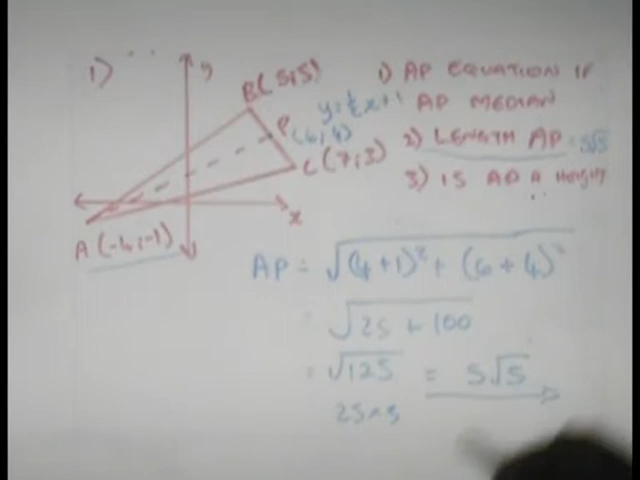 1)
y
B(5;5)
y=½x+1
P(6;4)
C(7;3)
x
A(-4;-1)
1) AP EQUATION IF
AP MEDIAN
2) LENGTH AP = 5√5
3) IS AP A HEIGHT
AP = √(4+1)² + (6+4)²
= √25 + 100
= √125 = 5√5
25×5